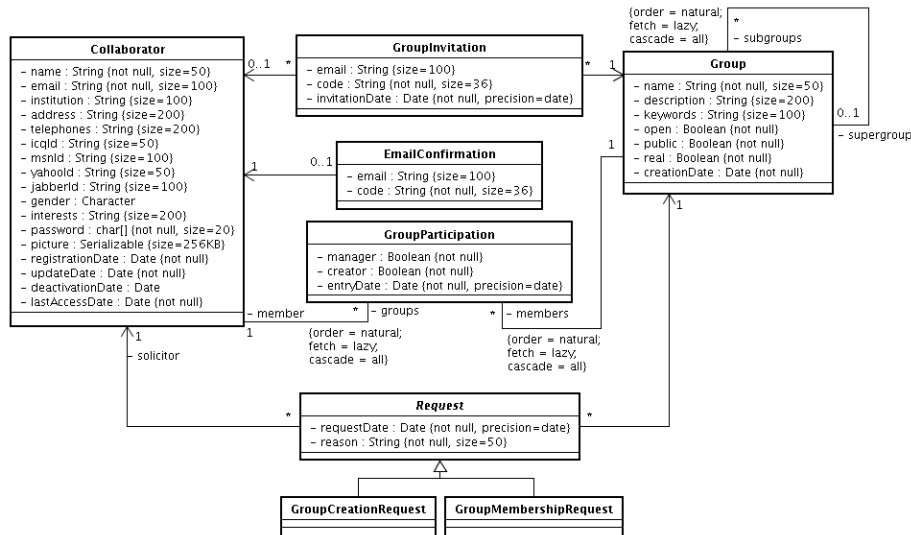 Collaborator
– name : String {not null, size=50}
– email : String {not null, size=100}
– institution : String {size=100}
– address : String {size=200}
– telephones : String {size=200}
– icqId : String {size=50}
– msnId : String {size=100}
– yahooId : String {size=50}
– jabberId : String {size=100}
– gender : Character
– interests : String {size=200}
– password : char[] {not null, size=20}
– picture : Serializable {size=256KB}
– registrationDate : Date {not null}
– updateDate : Date {not null}
– deactivationDate : Date
– lastAccessDate : Date {not null}
0..1
*
GroupInvitation
– email : String {size=100}
– code : String {not null, size=36}
– invitationDate : Date {not null, precision=date}
*
1
{order = natural;
fetch = lazy;
cascade = all}
*
– subgroups
Group
– name : String {not null, size=50}
– description : String {size=200}
– keywords : String {size=100}
– open : Boolean {not null}
– public : Boolean {not null}
– real : Boolean {not null}
– creationDate : Date {not null}
0..1
– supergroup
1
0..1
EmailConfirmation
– email : String {size=100}
– code : String {not null, size=36}
1
1
GroupParticipation
– manager : Boolean {not null}
– creator : Boolean {not null}
– entryDate : Date {not null, precision=date}
– member
1
*
– groups
{order = natural;
fetch = lazy;
cascade = all}
*
– members
{order = natural;
fetch = lazy;
cascade = all}
1
– solicitor
*
Request
– requestDate : Date {not null, precision=date}
– reason : String {not null, size=50}
*
GroupCreationRequest
GroupMembershipRequest